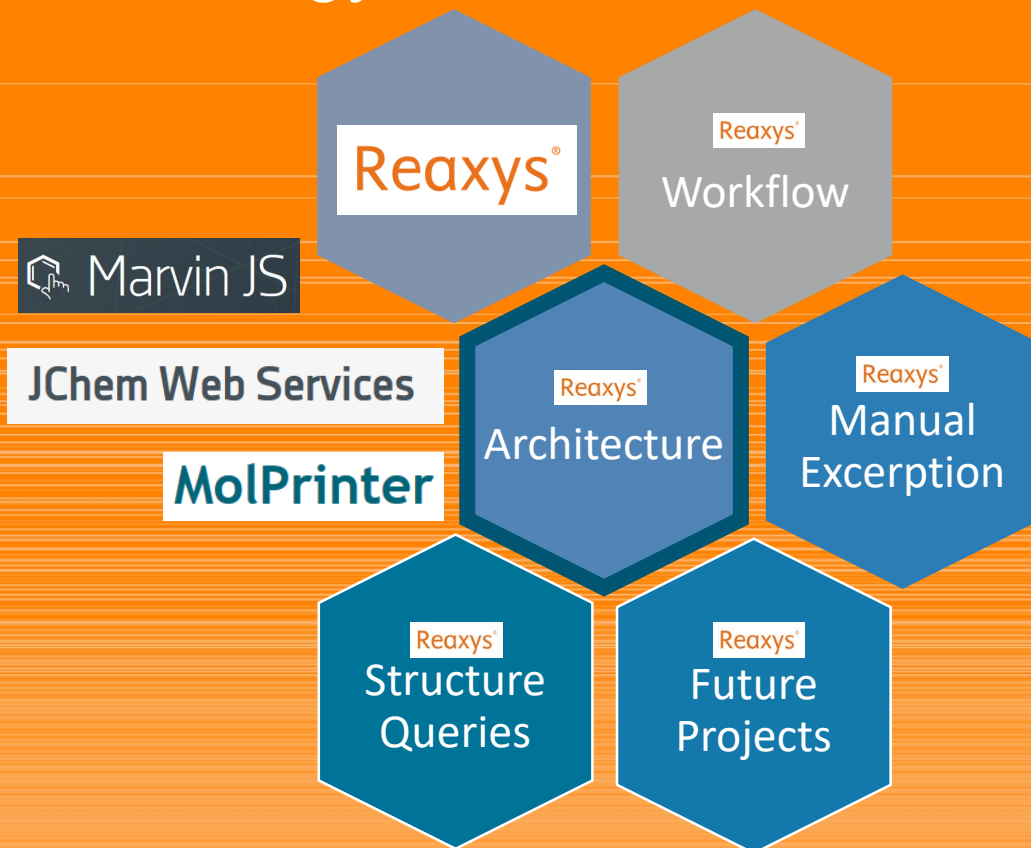 Reaxys®
Reaxys®
Workflow
Marvin JS
JChem Web Services
MolPrinter
Reaxys®
Architecture
Reaxys®
Manual
Excerption
Reaxys®
Structure
Queries
Reaxys®
Future
Projects